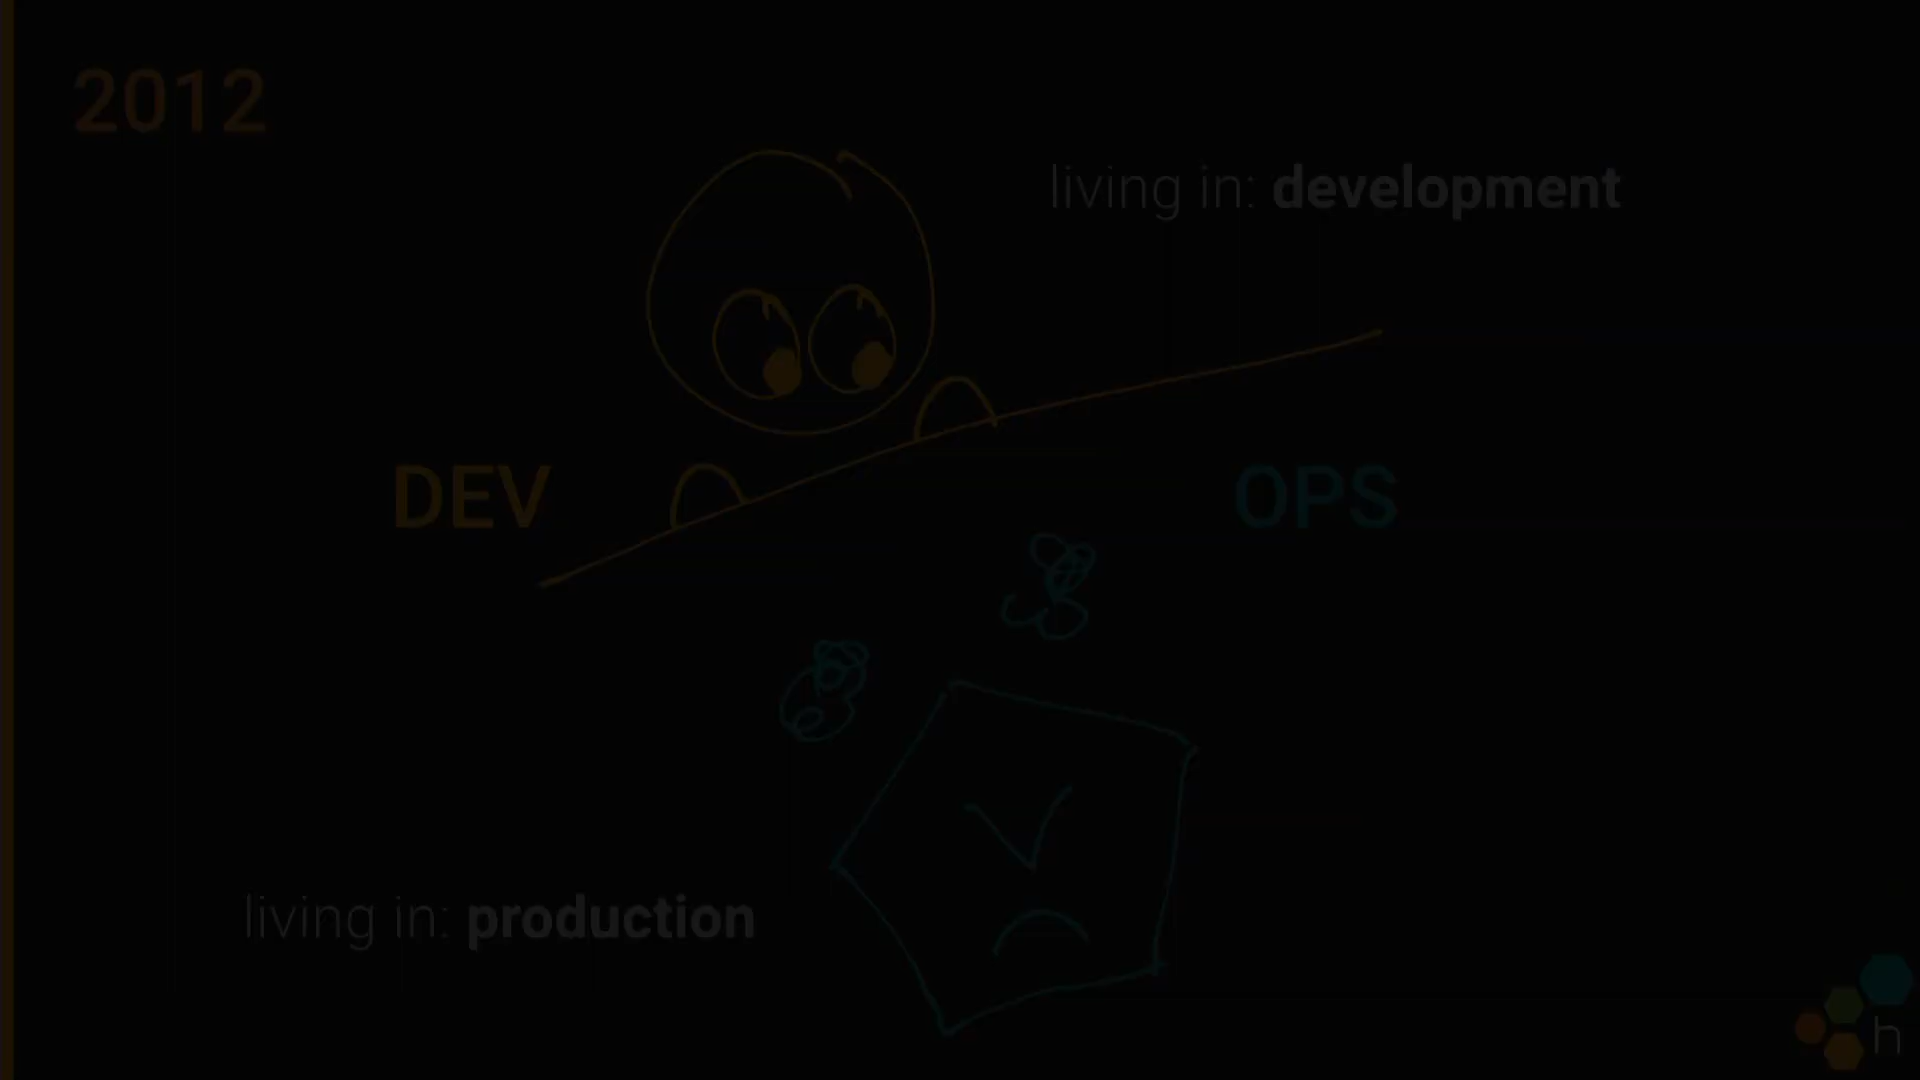 2012
living in: development
DEV
OPS
living in: production
h